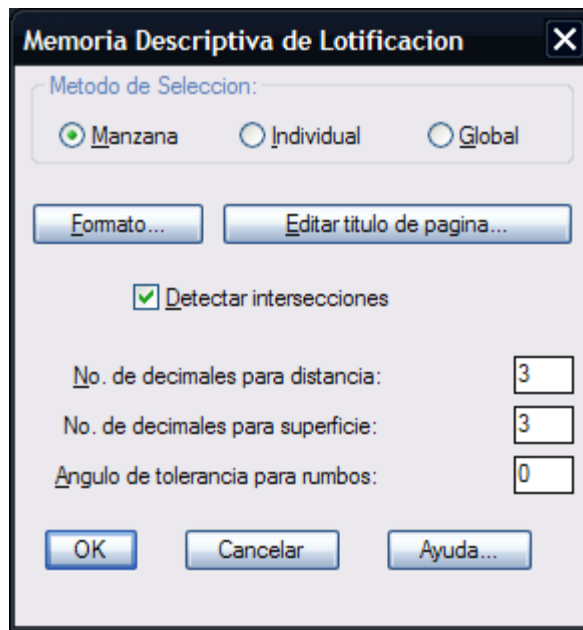 Memoria Descriptiva de Lotificacion
Metodo de Seleccion:
Manzana Individual Global
Formato... Editar titulo de pagina...
Detectar intersecciones
No. de decimales para distancia: 3
No. de decimales para superficie: 3
Angulo de tolerancia para rumbos: 0
OK Cancelar Ayuda...